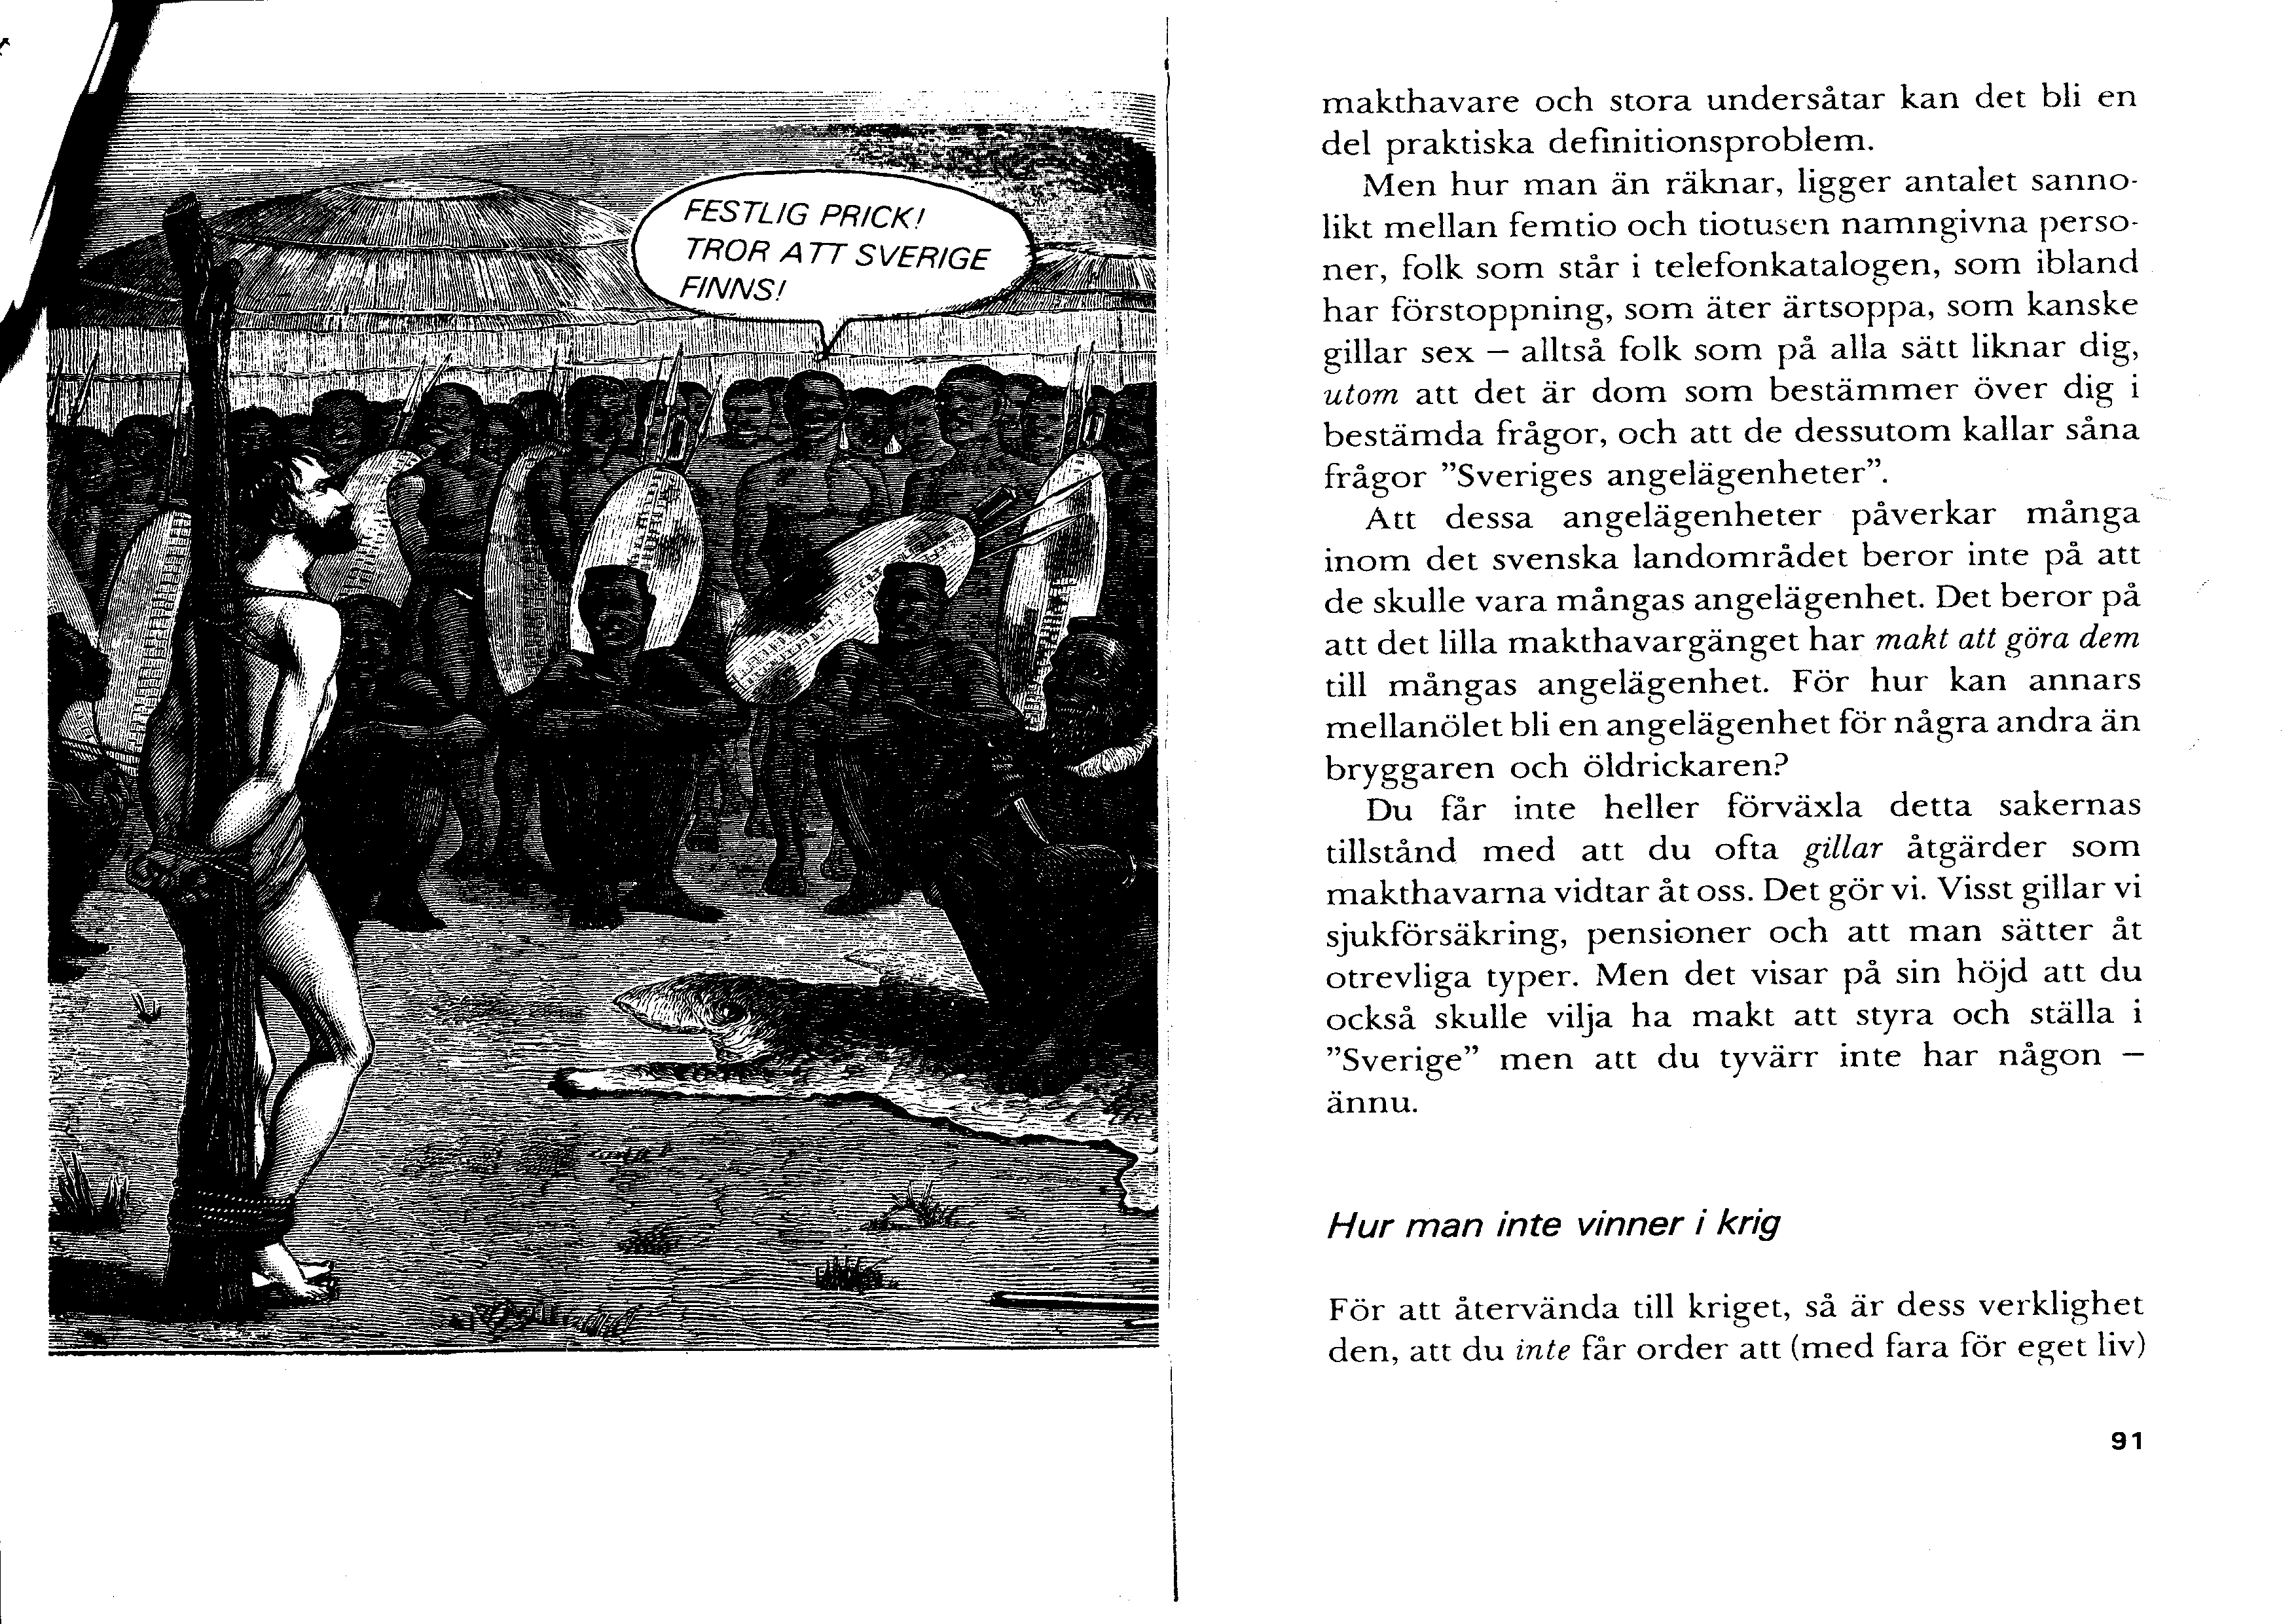 FESTLIG PRICK!
TROR ATT SVERIGE
FINNS!
makthavare och stora undersåtar kan det bli en
del praktiska definitionsproblem.
Men hur man än räknar, ligger antalet sanno-
likt mellan femtio och tiotusen namngivna perso-
ner, folk som står i telefonkatalogen, som ibland
har förstoppning, som äter ärtsoppa, som kanske
gillar sex – alltså folk som på alla sätt liknar dig,
utom att det är dom som bestämmer över dig i
bestämda frågor, och att de dessutom kallar såna
frågor ”Sveriges angelägenheter”.
Att dessa angelägenheter påverkar många
inom det svenska landområdet beror inte på att
de skulle vara mångas angelägenhet. Det beror på
att det lilla makthavargänget har makt att göra dem
till mångas angelägenhet. För hur kan annars
mellanölet bli en angelägenhet för några andra än
bryggaren och öldrickaren?
Du får inte heller förväxla detta sakernas
tillstånd med att du ofta gillar åtgärder som
makthavarna vidtar åt oss. Det gör vi. Visst gillar vi
sjukförsäkring, pensioner och att man sätter åt
otrevliga typer. Men det visar på sin höjd att du
också skulle vilja ha makt att styra och ställa i
”Sverige” men att du tyvärr inte har någon –
ännu.
Hur man inte vinner i krig
För att återvända till kriget, så är dess verklighet
den, att du inte får order att (med fara för eget liv)
91